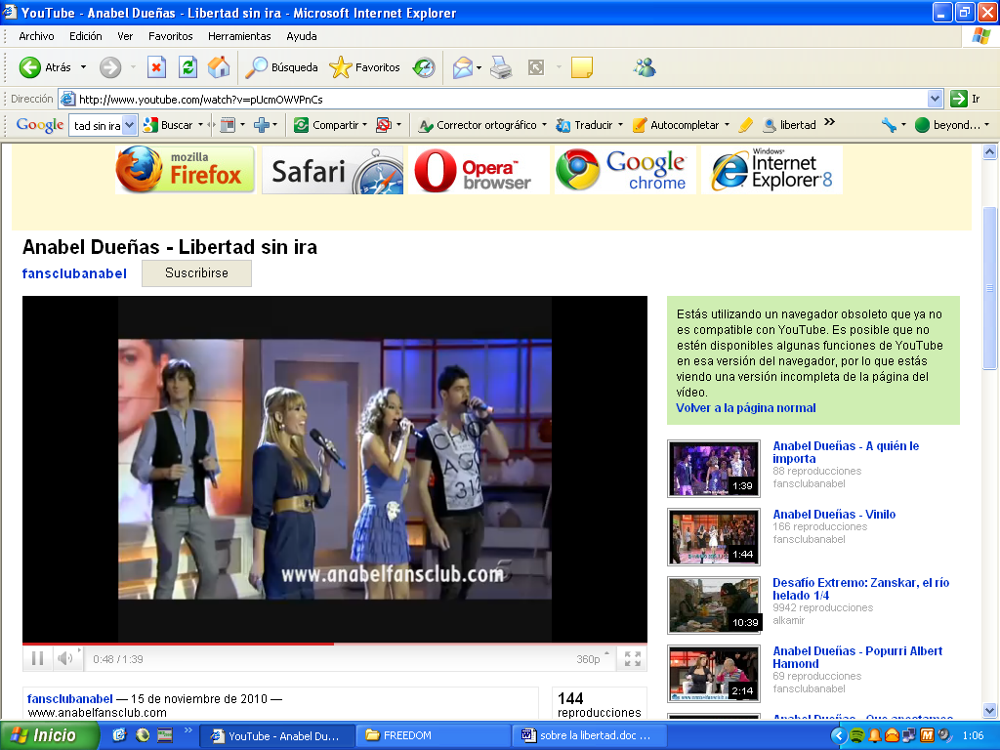 YouTube - Anabel Dueñas - Libertad sin ira - Microsoft Internet Explorer
Archivo Edición Ver Favoritos Herramientas Ayuda
Atrás Búsqueda Favoritos
Dirección http://www.youtube.com/watch?v=pUcmOWVPnCs Ir
Google tad sin ira Buscar Compartir Corrector ortográfico Traducir Autocompletar libertad beyond...
mozilla Firefox
Safari
Opera browser
Google chrome
Windows Internet Explorer 8
Anabel Dueñas - Libertad sin ira
fansclubanabel Suscribirse
CHIC AGO 31
www.anabelfansclub.com
0:48 / 1:39 360p
fansclubanabel — 15 de noviembre de 2010 —
www.anabelfansclub.com
144
reproducciones
Estás utilizando un navegador obsoleto que ya no
es compatible con YouTube. Es posible que no
estén disponibles algunas funciones de YouTube
en esa versión del navegador, por lo que estás
viendo una versión incompleta de la página del
vídeo.
Volver a la página normal
1:39
Anabel Dueñas - A quién le
importa
88 reproducciones
fansclubanabel
1:44
Anabel Dueñas - Vinilo
166 reproducciones
fansclubanabel
10:39
Desafío Extremo: Zanskar, el río
helado 1/4
9942 reproducciones
alkamir
2:14
Anabel Dueñas - Popurri Albert
Hamond
69 reproducciones
fansclubanabel
Anabel Dueñas - Que apostamos
Inicio YouTube - Anabel Du... FREEDOM sobre la libertad.doc ... 1:06